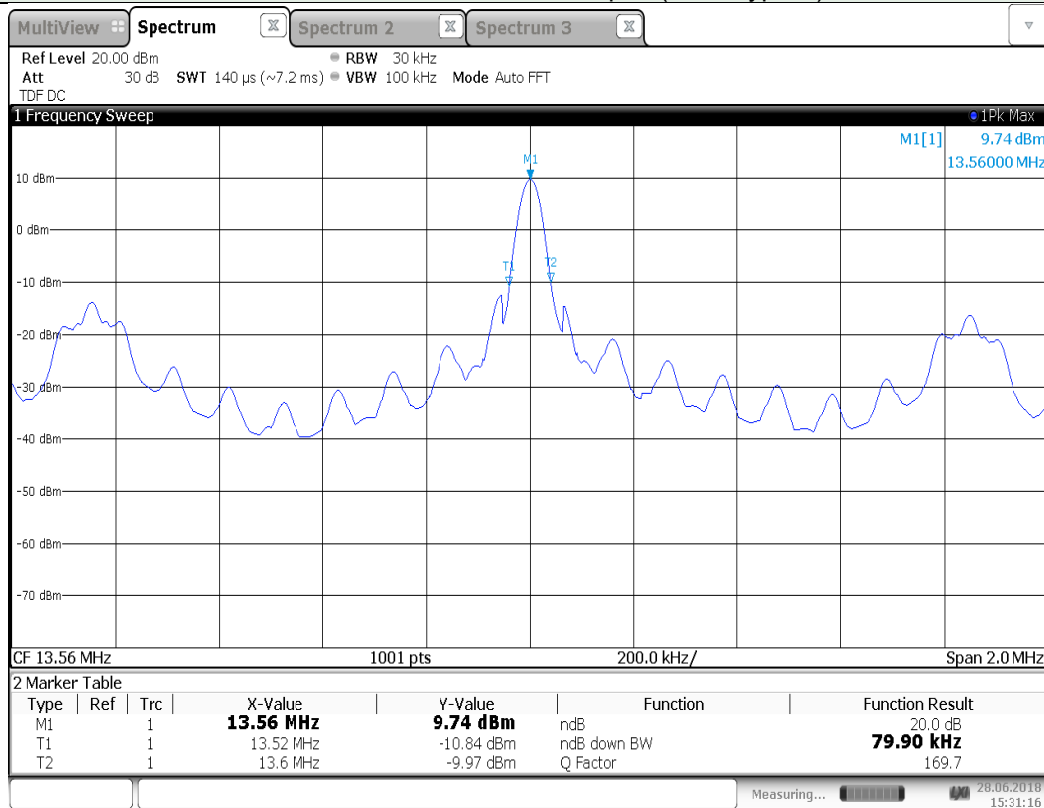 MultiView Spectrum X Spectrum 2 X Spectrum 3 X
Ref Level 20.00 dBm RBW 30 kHz
Att 30 dB SWT 140 µs (~7.2 ms) VBW 100 kHz Mode Auto FFT
TDF DC
1 Frequency Sweep 1Pk Max
M1[1] 9.74 dBm
13.56000 MHz
M1
10 dBm
0 dBm
T1 T2
-10 dBm
-20 dBm
-30 dBm
-40 dBm
-50 dBm
-60 dBm
-70 dBm
CF 13.56 MHz 1001 pts 200.0 kHz/ Span 2.0 MHz
2 Marker Table
Type Ref Trc X-Value Y-Value Function Function Result
M1 1 13.56 MHz 9.74 dBm ndB 20.0 dB
T1 1 13.52 MHz -10.84 dBm ndB down BW 79.90 kHz
T2 1 13.6 MHz -9.97 dBm Q Factor 169.7
Measuring... LXI 28.06.2018
15:31:16